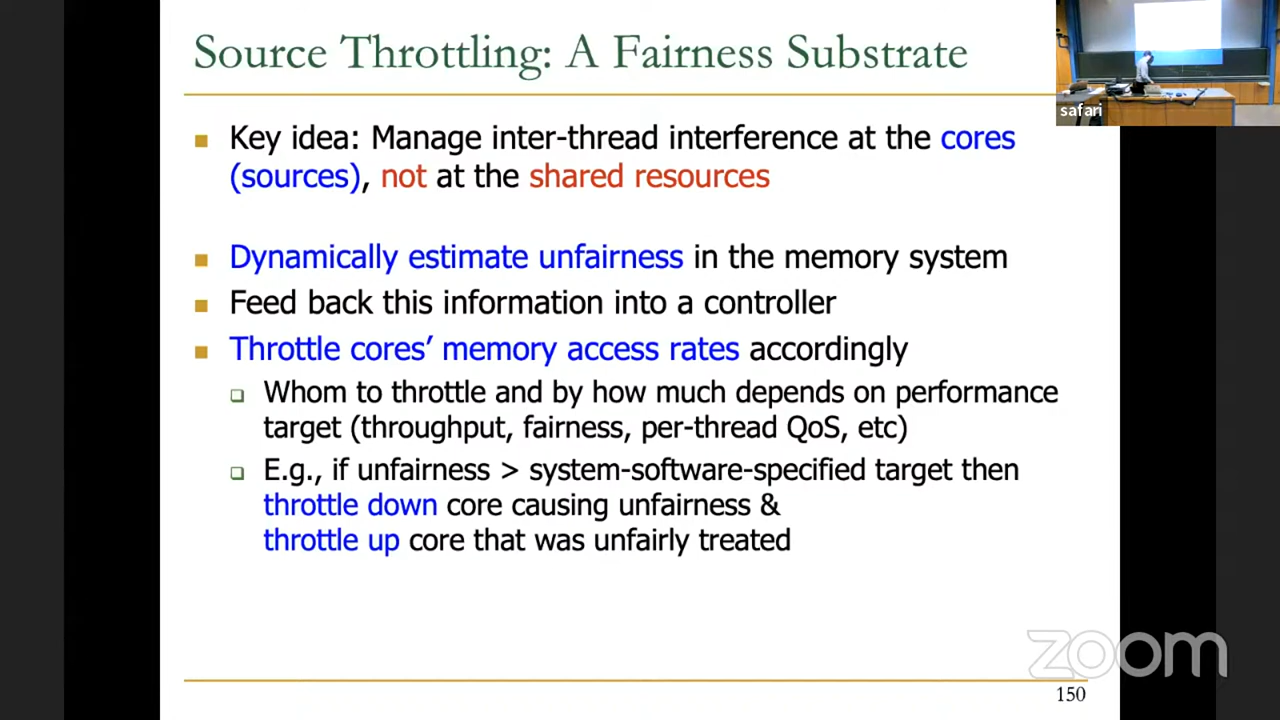 Source Throttling: A Fairness Substrate
safari
Key idea: Manage inter-thread interference at the cores
(sources), not at the shared resources
Dynamically estimate unfairness in the memory system
Feed back this information into a controller
Throttle cores’ memory access rates accordingly
Whom to throttle and by how much depends on performance
target (throughput, fairness, per-thread QoS, etc)
E.g., if unfairness > system-software-specified target then
throttle down core causing unfairness &
throttle up core that was unfairly treated
zoom
150